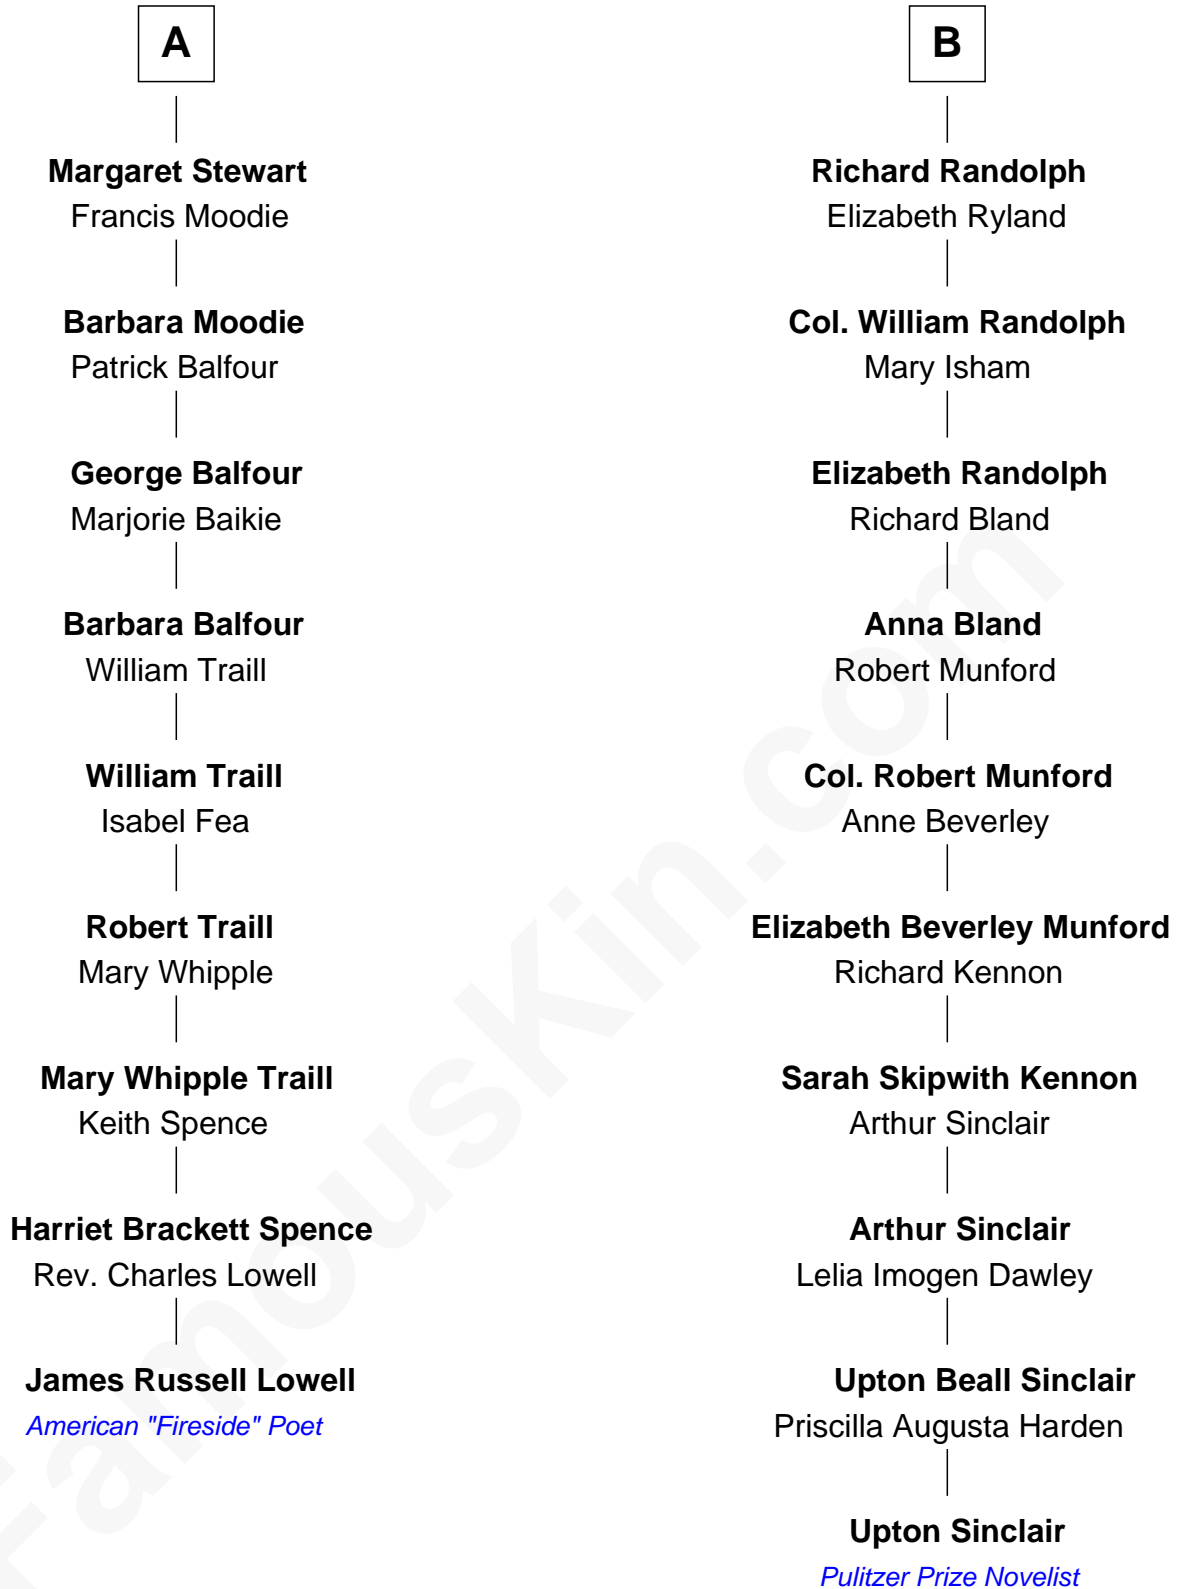 A
Margaret Stewart
Francis Moodie
Barbara Moodie
Patrick Balfour
George Balfour
Marjorie Baikie
Barbara Balfour
William Traill
William Traill
Isabel Fea
Robert Traill
Mary Whipple
Mary Whipple Traill
Keith Spence
Harriet Brackett Spence
Rev. Charles Lowell
James Russell Lowell
American "Fireside" Poet
B
Richard Randolph
Elizabeth Ryland
Col. William Randolph
Mary Isham
Elizabeth Randolph
Richard Bland
Anna Bland
Robert Munford
Col. Robert Munford
Anne Beverley
Elizabeth Beverley Munford
Richard Kennon
Sarah Skipwith Kennon
Arthur Sinclair
Arthur Sinclair
Lelia Imogen Dawley
Upton Beall Sinclair
Priscilla Augusta Harden
Upton Sinclair
Pulitzer Prize Novelist
FamousKin.com